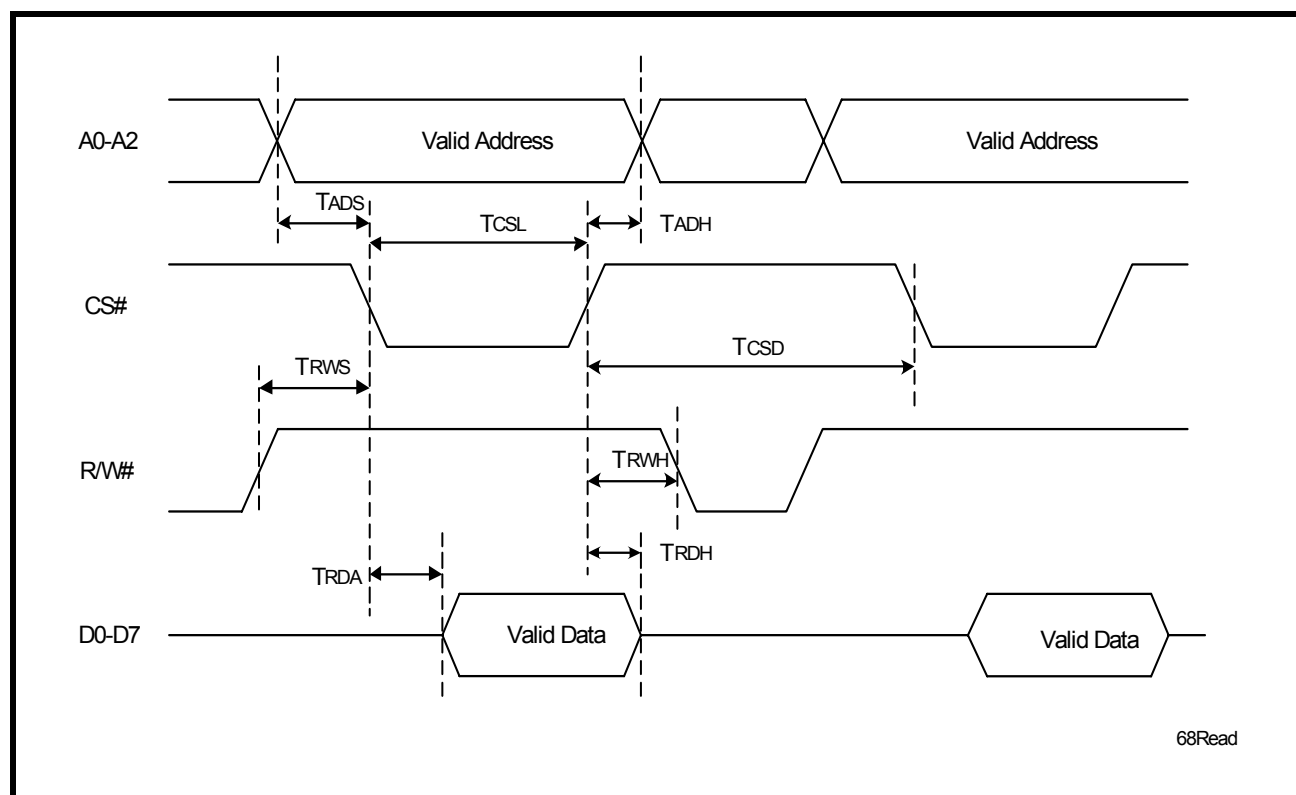 A0-A2
Valid Address
Valid Address
TADS
TCSL
TADH
CS#
TCSD
TRWS
R/W#
TRWH
TRDA
TRDH
D0-D7
Valid Data
Valid Data
68Read